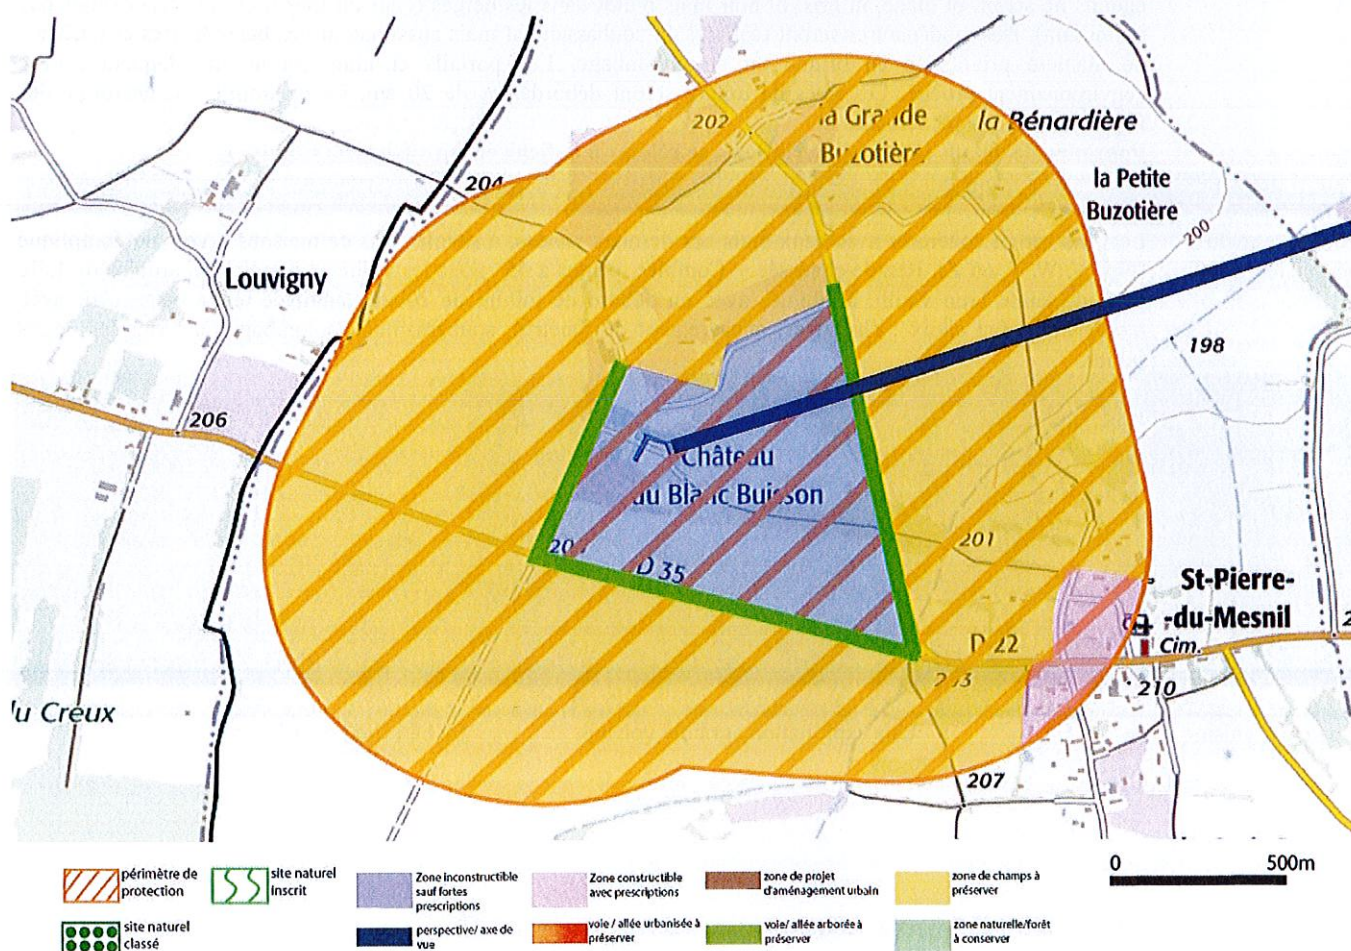 202
la Grande
Buzotière
la Bénardière
204
la Petite
Buzotière
200
Louvigny
198
206
Château
du Blanc Buisson
201
D 35
St-Pierre-
-du-Mesnil
D 22
Cim.
203
210
du Creux
207
0 500m
périmètre de
protection
site naturel
Inscrit
Zone inconstructible
sauf fortes
prescriptions
Zone constructible
avec prescriptions
zone de projet
d'aménagement urbain
zone de champs à
préserver
site naturel
classé
perspective/ axe de
vue
voie / allée urbanisée à
préserver
voie/ allée arborée à
préserver
zone naturelle/forêt
à conserver